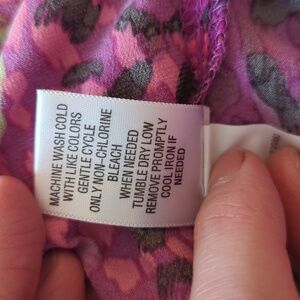 MACHINE WASH COLD
WITH LIKE COLORS
GENTLE CYCLE
ONLY NON-CHLORINE
BLEACH
WHEN NEEDED
TUMBLE DRY LOW
REMOVE PROMPTLY
COOL IRON IF
NEEDED